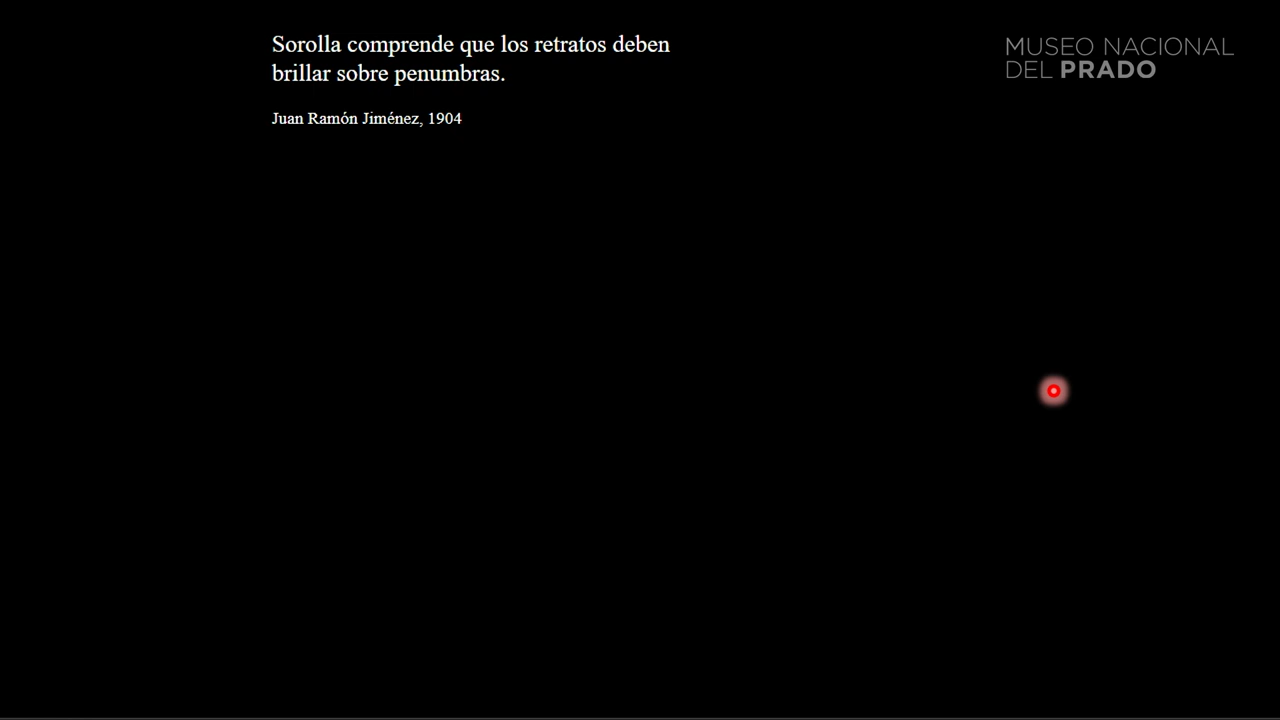 Sorolla comprende que los retratos deben
brillar sobre penumbras.
Juan Ramón Jiménez, 1904
MUSEO NACIONAL
DEL PRADO